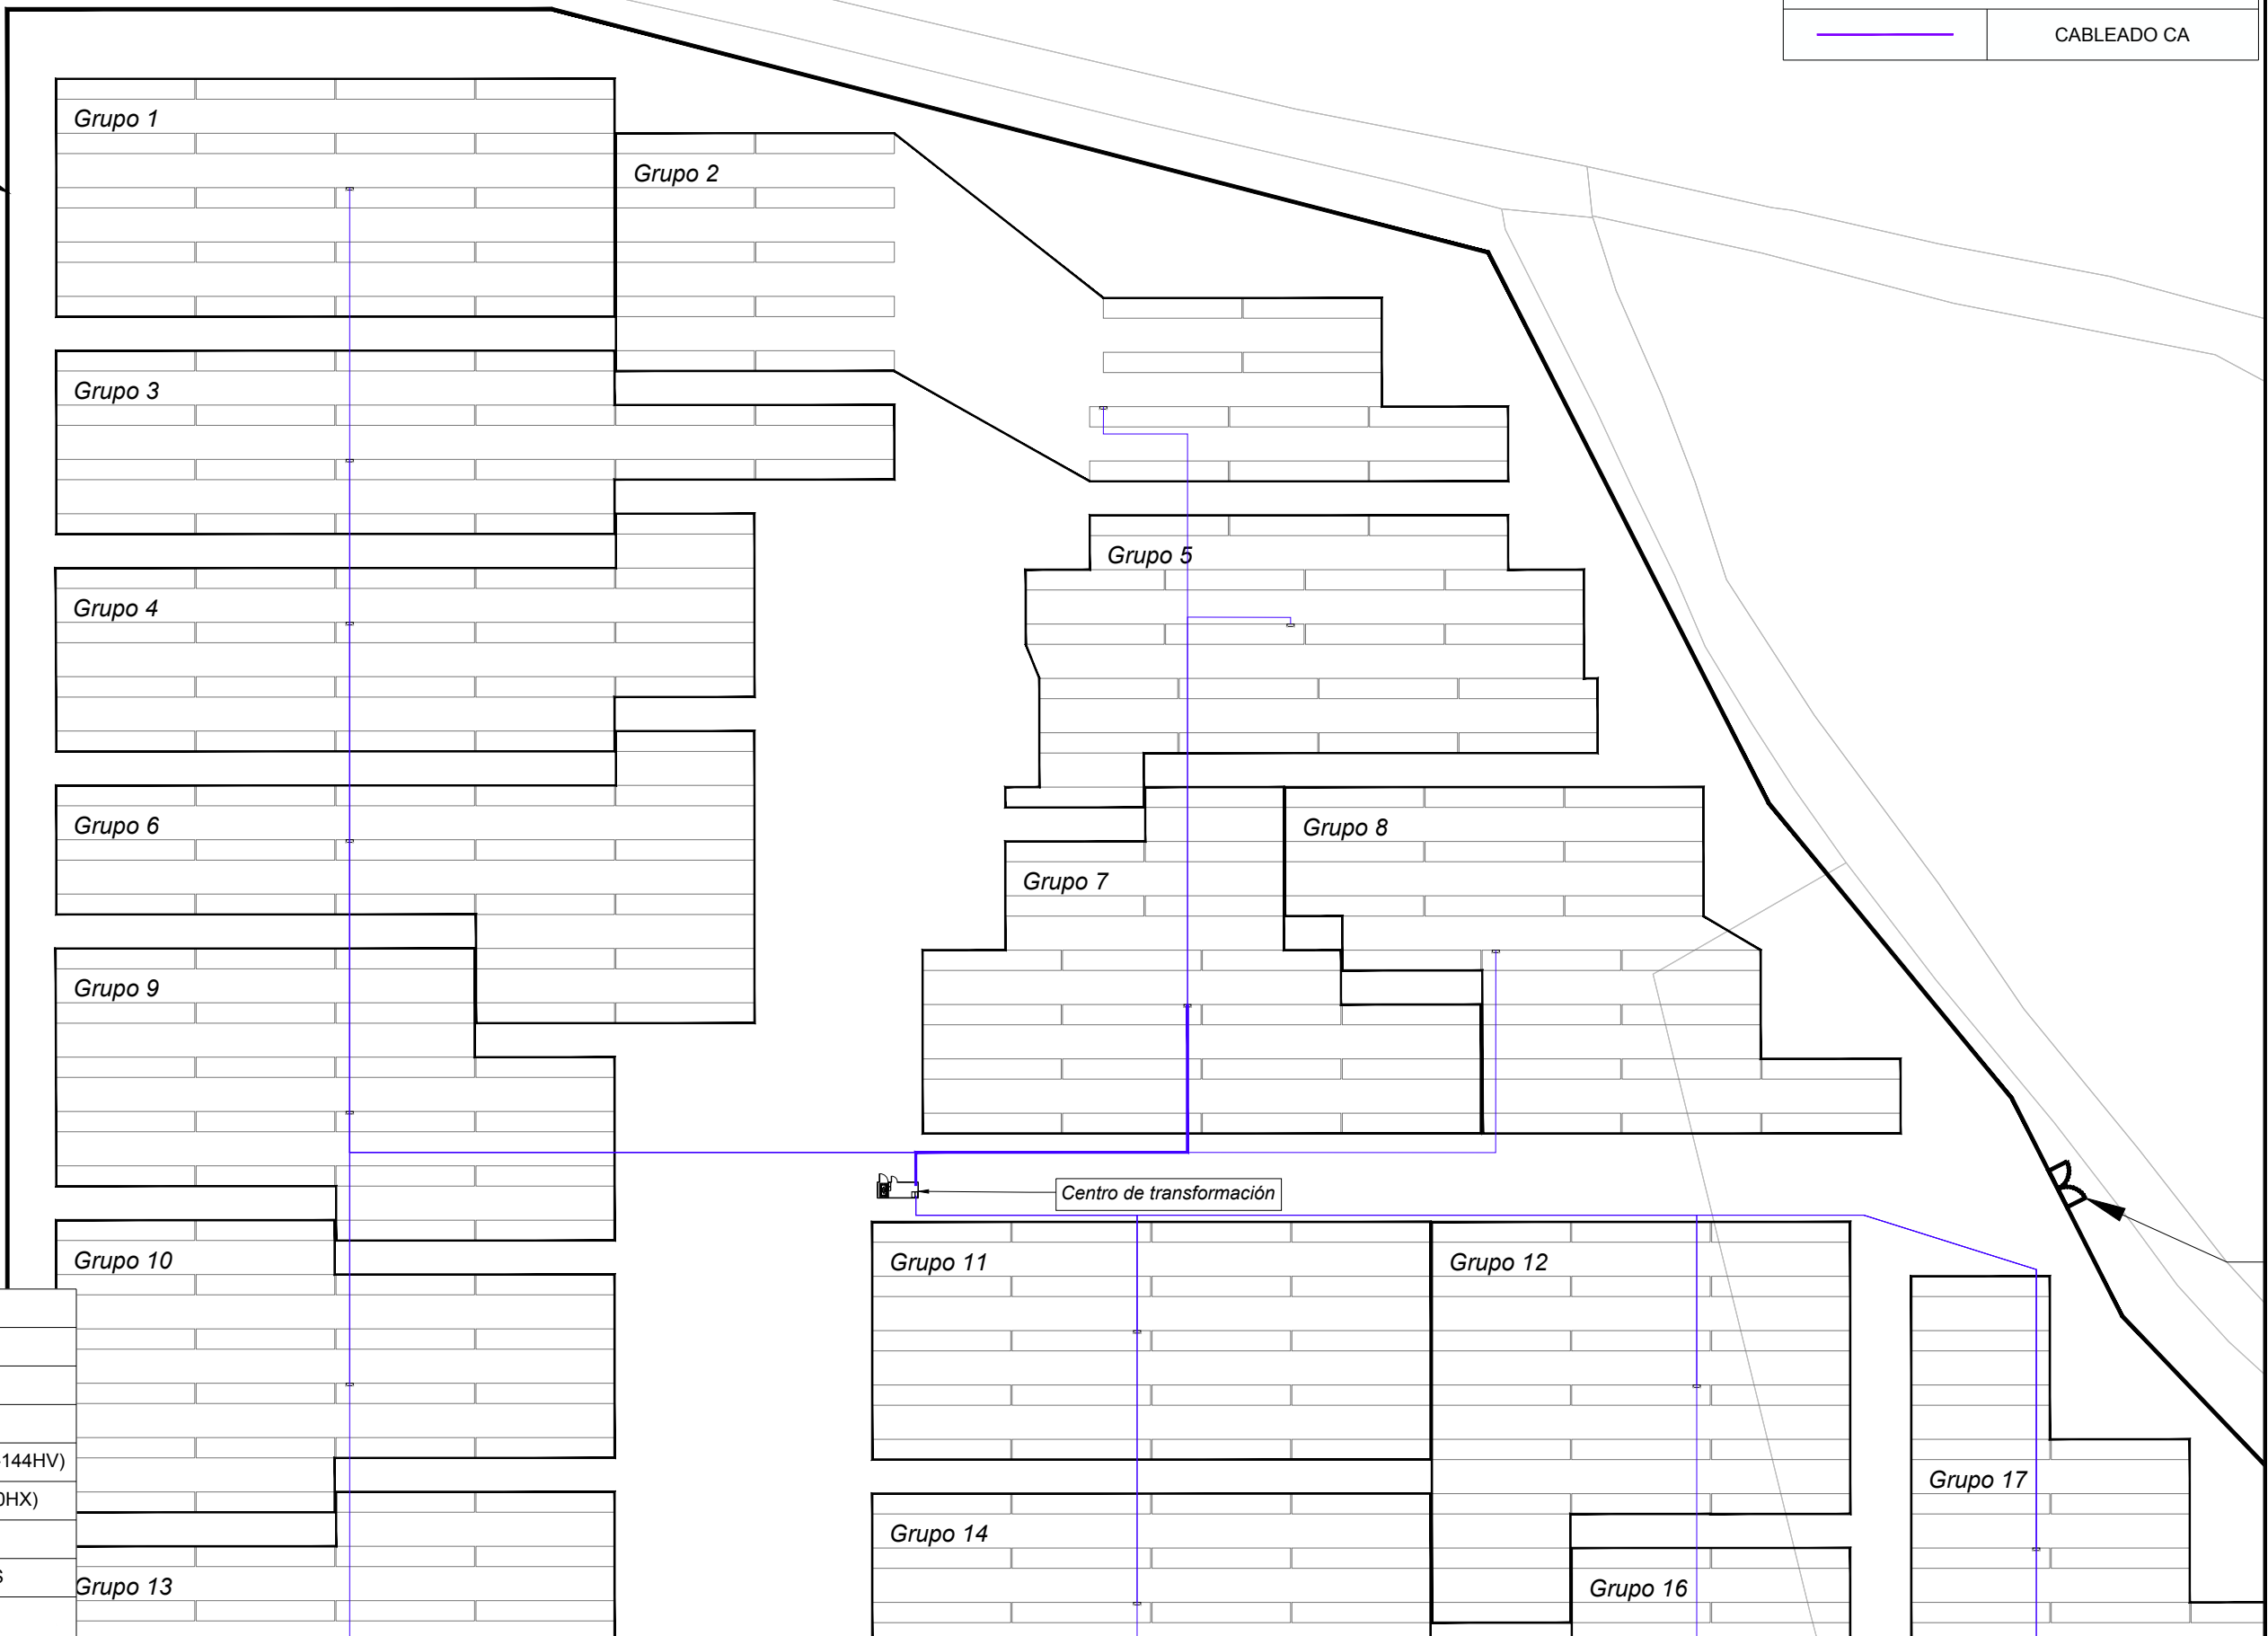 CABLEADO CA
Grupo 1
Grupo 2
Grupo 3
Grupo 5
Grupo 4
Grupo 6
Grupo 8
Grupo 7
Grupo 9
Centro de transformación
Grupo 10
Grupo 11
Grupo 12
144HV)
0HX)
Grupo 17
Grupo 14
S
Grupo 13
Grupo 16